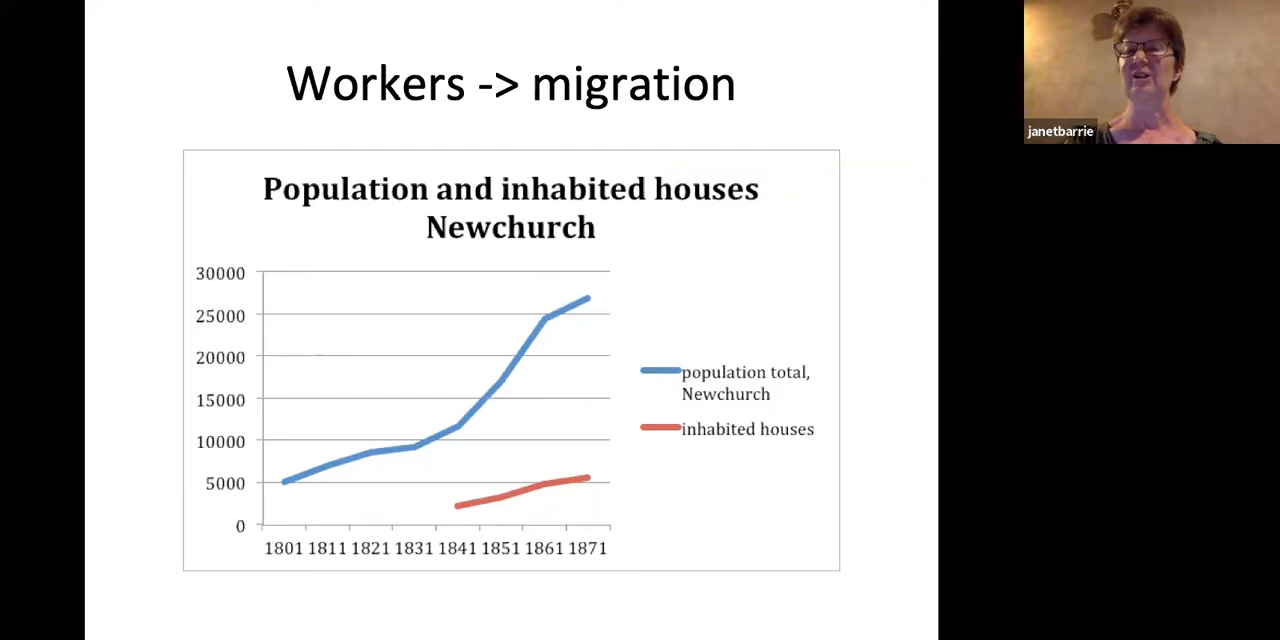 Workers -> migration
janetbarrie
Population and inhabited houses
Newchurch
30000
25000
20000
15000
10000
5000
0
1801 1811 1821 1831 1841 1851 1861 1871
population total,
Newchurch
inhabited houses